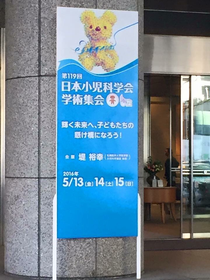 第119回
日本小児科学会
学術集会
輝く未来へ、子どもたちの
懸け橋になろう!
会頭 堤 裕幸
2016年
5/13(金)14(土)15(日)